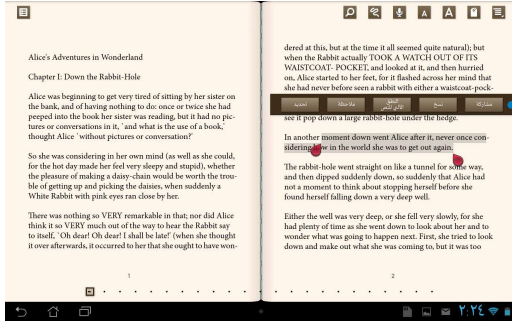 Alice's Adventures in Wonderland
Chapter I: Down the Rabbit-Hole
Alice was beginning to get very tired of sitting by her sister on
the bank, and of having nothing to do: once or twice she had
peeped into the book her sister was reading, but it had no pic-
tures or conversations in it, `and what is the use of a book,'
thought Alice `without pictures or conversation?'
So she was considering in her own mind (as well as she could,
for the hot day made her feel very sleepy and stupid), whether
the pleasure of making a daisy-chain would be worth the trou-
ble of getting up and picking the daisies, when suddenly a
White Rabbit with pink eyes ran close by her.
There was nothing so VERY remarkable in that; nor did Alice
think it so VERY much out of the way to hear the Rabbit say
to itself, `Oh dear! Oh dear! I shall be late!' (when she thought
it over afterwards, it occurred to her that she ought to have won-
1
A A
dered at this, but at the time it all seemed quite natural); but
when the Rabbit actually TOOK A WATCH OUT OF ITS
WAISTCOAT- POCKET, and looked at it, and then hurried
on, Alice started to her feet, for it flashed across her mind that
she had never before seen a rabbit with either a waistcoat-pock-
تحديد ملاحظة النطق الآلي للنص نسخ مشاركة
see it pop down a large rabbit-hole under the hedge.
In another moment down went Alice after it, never once con-
sidering how in the world she was to get out again.
The rabbit-hole went straight on like a tunnel for some way,
and then dipped suddenly down, so suddenly that Alice had
not a moment to think about stopping herself before she
found herself falling down a very deep well.
Either the well was very deep, or she fell very slowly, for she
had plenty of time as she went down to look about her and to
wonder what was going to happen next. First, she tried to look
down and make out what she was coming to, but it was too
2
٢:٢٤